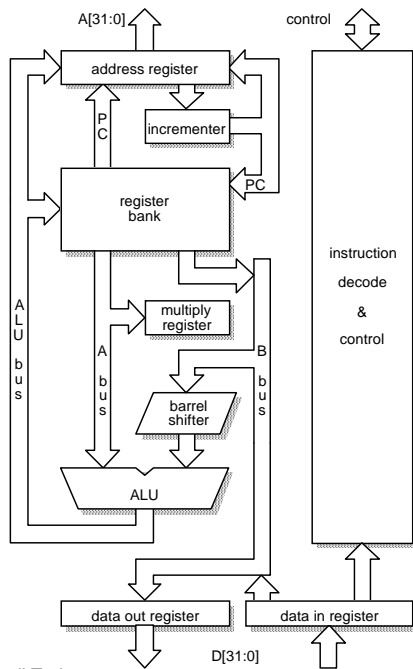 A[31:0]
control
address register
P
C
incrementer
PC
register
bank
instruction
decode
&
control
A
L
U
b
u
s
A
b
u
s
multiply
register
B
b
u
s
barrel
shifter
ALU
data out register
data in register
D[31:0]